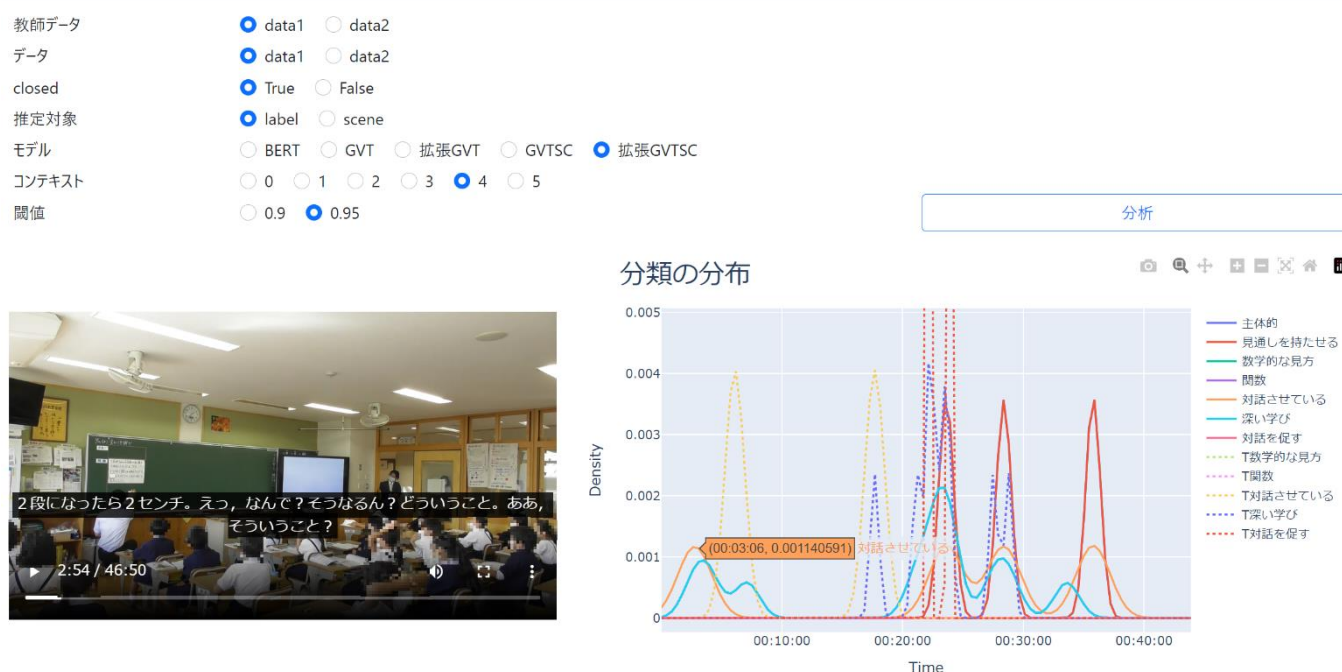 教師データ data1 data2
データ data1 data2
closed True False
推定対象 label scene
モデル BERT GVT 拡張GVT GVTSC 拡張GVTSC
コンテキスト 0 1 2 3 4 5
閾値 0.9 0.95
分析
分類の分布
2段になったら2センチ。えっ，なんで？そうなるん？どういうこと。ああ，
そういうこと？
2:54 / 46:50
Density
0.005
0.004
0.003
0.002
0.001
0
(00:03:06, 0.001140591) 対話させている
00:10:00 00:20:00 00:30:00 00:40:00
Time
主体的
見通しを持たせる
数学的な見方
関数
対話させている
深い学び
対話を促す
T数学的な見方
T関数
T対話させている
T深い学び
T対話を促す